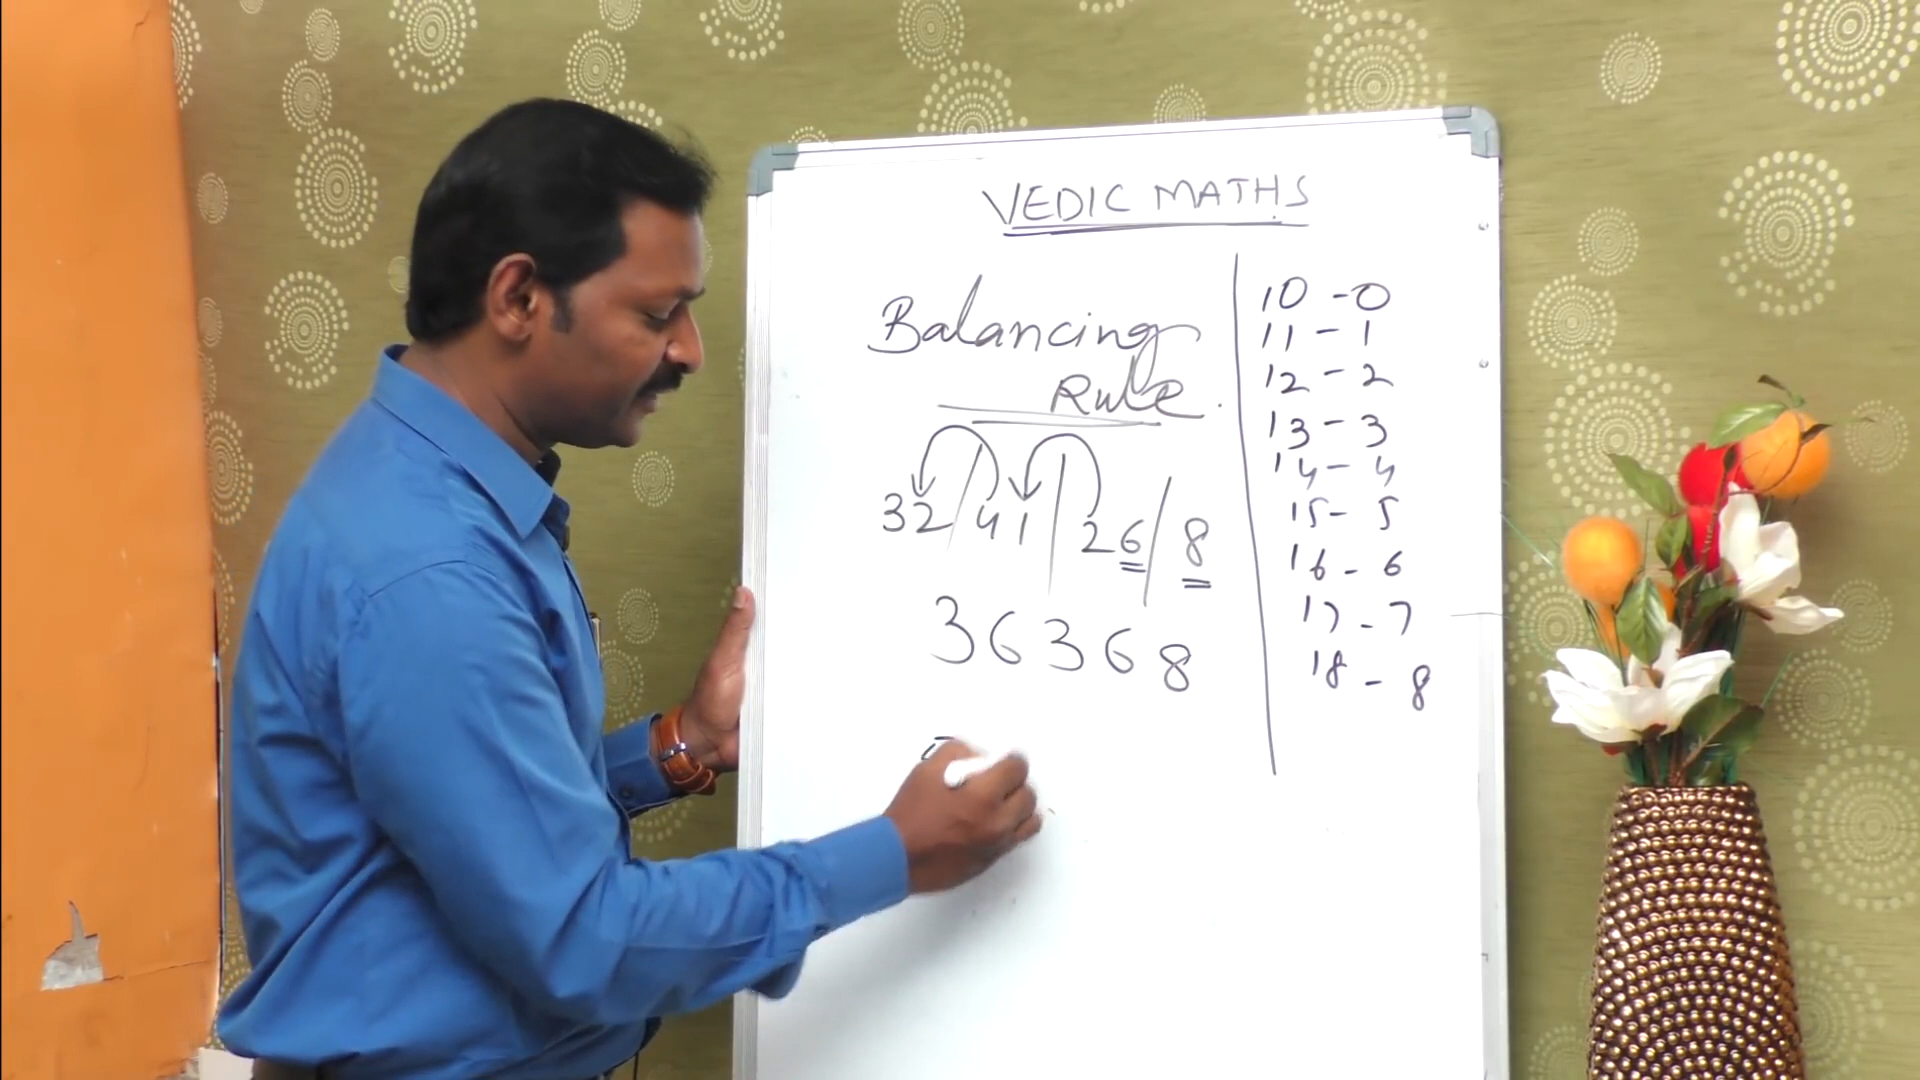 VEDIC MATHS
Balancing
Rule.
32/41/26/8
36368
10 - 0
11 - 1
12 - 2
13 - 3
14 - 4
15 - 5
16 - 6
17 - 7
18 - 8